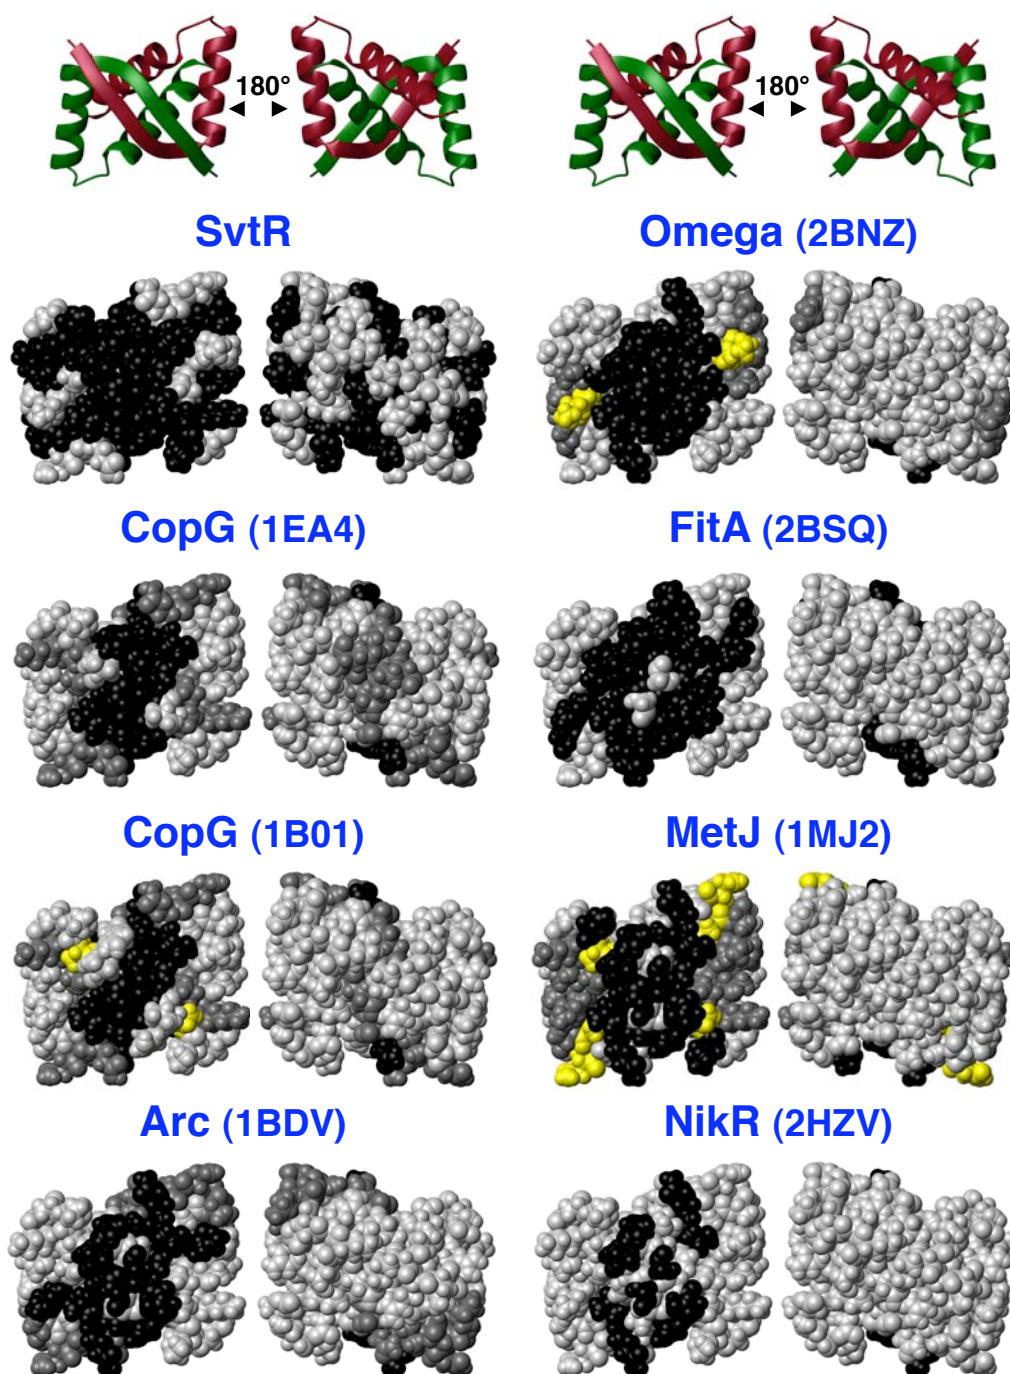 180° 180°
SvtR Omega (2BNZ)
CopG (1EA4) FitA (2BSQ)
CopG (1B01) MetJ (1MJ2)
Arc (1BDV) NikR (2HZV)